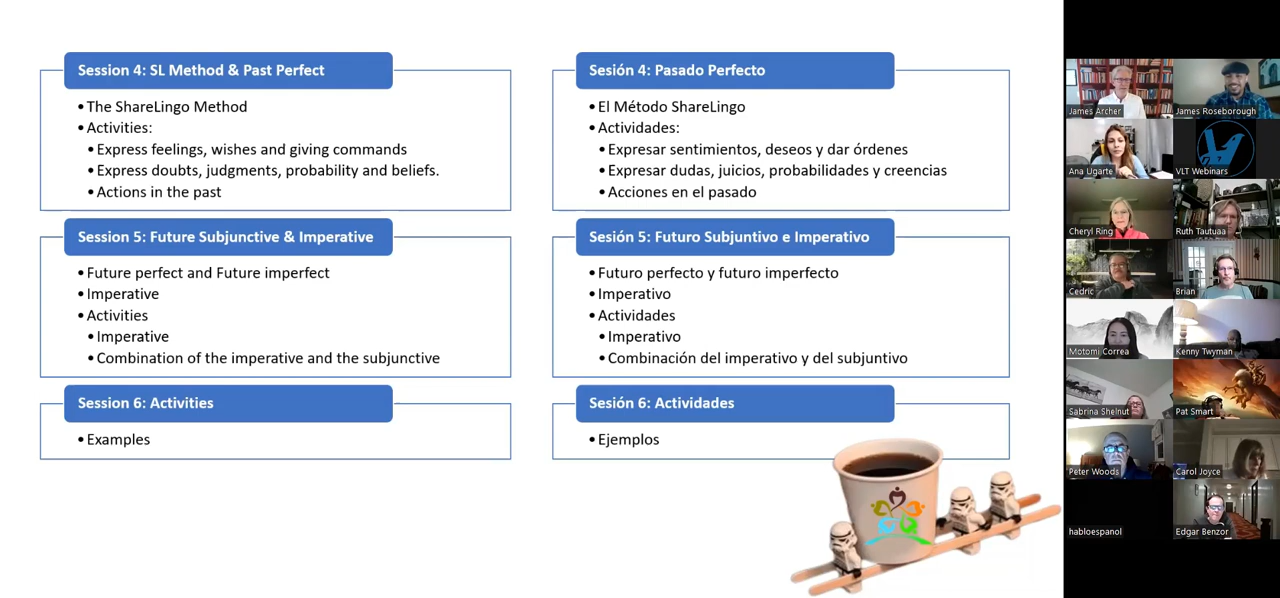 Session 4: SL Method & Past Perfect
• The ShareLingo Method
• Activities:
• Express feelings, wishes and giving commands
• Express doubts, judgments, probability and beliefs.
• Actions in the past
Session 5: Future Subjunctive & Imperative
• Future perfect and Future imperfect
• Imperative
• Activities
• Imperative
• Combination of the imperative and the subjunctive
Session 6: Activities
• Examples
Sesión 4: Pasado Perfecto
• El Método ShareLingo
• Actividades:
• Expresar sentimientos, deseos y dar órdenes
• Expresar dudas, juicios, probabilidades y creencias
• Acciones en el pasado
Sesión 5: Futuro Subjuntivo e Imperativo
• Futuro perfecto y futuro imperfecto
• Imperativo
• Actividades
• Imperativo
• Combinación del imperativo y del subjuntivo
Sesión 6: Actividades
• Ejemplos
James Archer
James Roseborough
Ana Ugarte
VLT Webinars
Cheryl Ring
Ruth Tautuaa
Cedric
Brian
Motomi Correa
Kenny Twyman
Sabrina Shelnut
Pat Smart
Peter Woods
Carol Joyce
habloespanol
Edgar Benzor